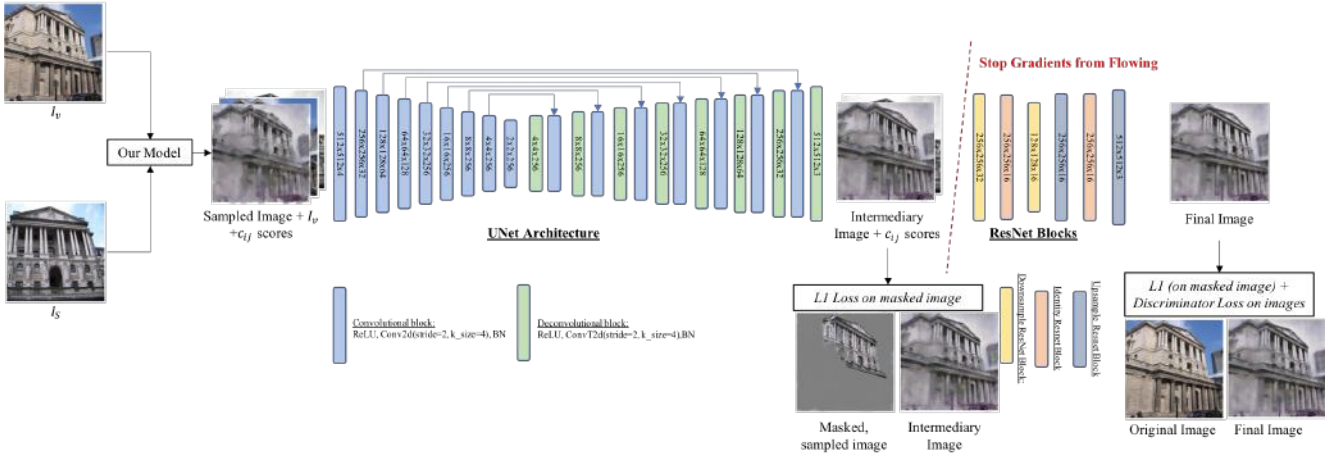 I_v
Our Model
I_S
Sampled Image + I_v
+c_ij scores
512x512x4
256x256x32
128x128x64
64x64x128
32x32x256
16x16x256
8x8x256
4x4x256
2x2x256
4x4x256
8x8x256
16x16x256
32x32x256
64x64x128
128x128x64
256x256x32
512x512x3
UNet Architecture
Convolutional block:
ReLU, Conv2d(stride=2, k_size=4), BN
Deconvolutional block:
ReLU, ConvT2d(stride=2, k_size=4),BN
Intermediary
Image + c_ij scores
Stop Gradients from Flowing
256x256x32
256x256x16
128x128x16
256x256x16
256x256x16
512x512x3
ResNet Blocks
Final Image
L1 Loss on masked image
Masked,
sampled image
Intermediary
Image
Downsample ResNet Block:
Identity Resnet Block
Upsample Resnet Block
L1 (on masked image) +
Discriminator Loss on images
Original Image
Final Image